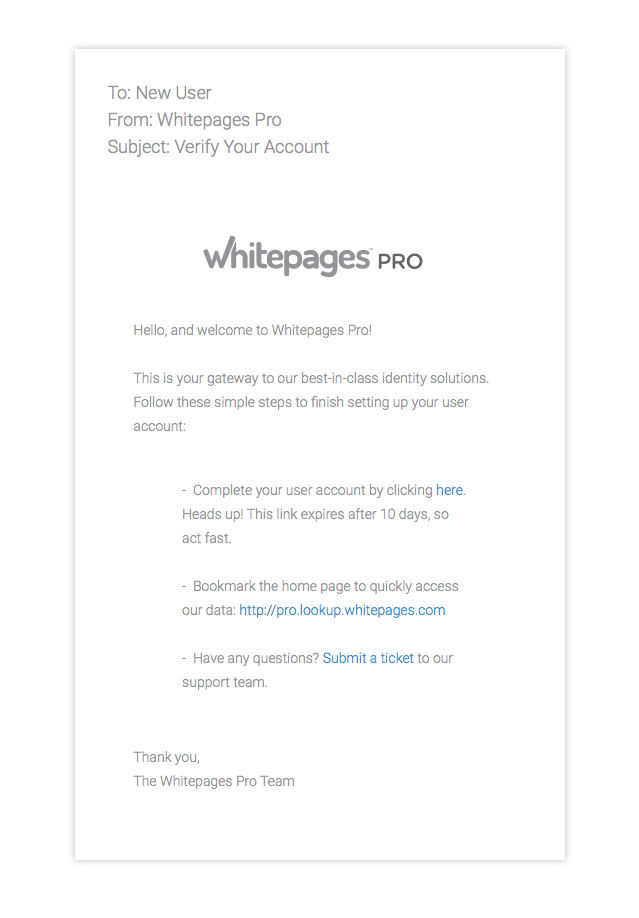 To: New User
From: Whitepages Pro
Subject: Verify Your Account
whitepages™ PRO
Hello, and welcome to Whitepages Pro!
This is your gateway to our best-in-class identity solutions.
Follow these simple steps to finish setting up your user
account:
- Complete your user account by clicking here.
Heads up! This link expires after 10 days, so
act fast.
- Bookmark the home page to quickly access
our data: http://pro.lookup.whitepages.com
- Have any questions? Submit a ticket to our
support team.
Thank you,
The Whitepages Pro Team